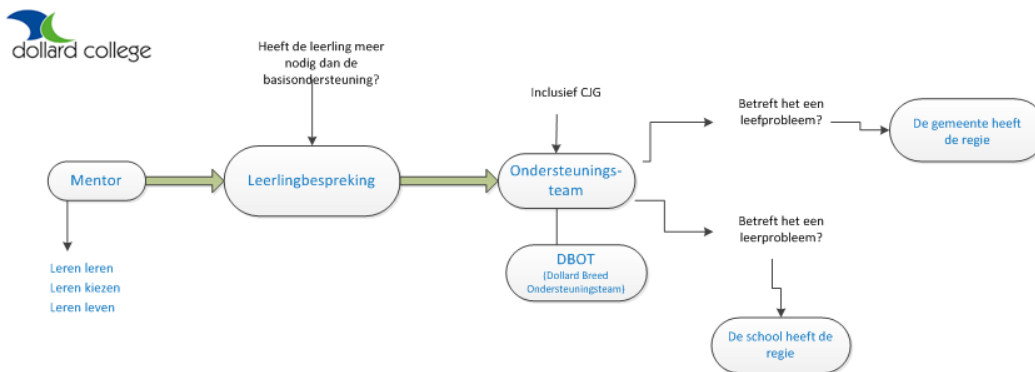 dollard college
Heeft de leerling meer
nodig dan de
basisondersteuning?
Inclusief CJG
Betreft het een
leefprobleem?
De gemeente heeft
de regie
Mentor
Leerlingbespreking
Ondersteunings-
team
Leren leren
Leren kiezen
Leren leven
DBOT
(Dollard Breed
Ondersteuningsteam)
Betreft het een
leerprobleem?
De school heeft de
regie